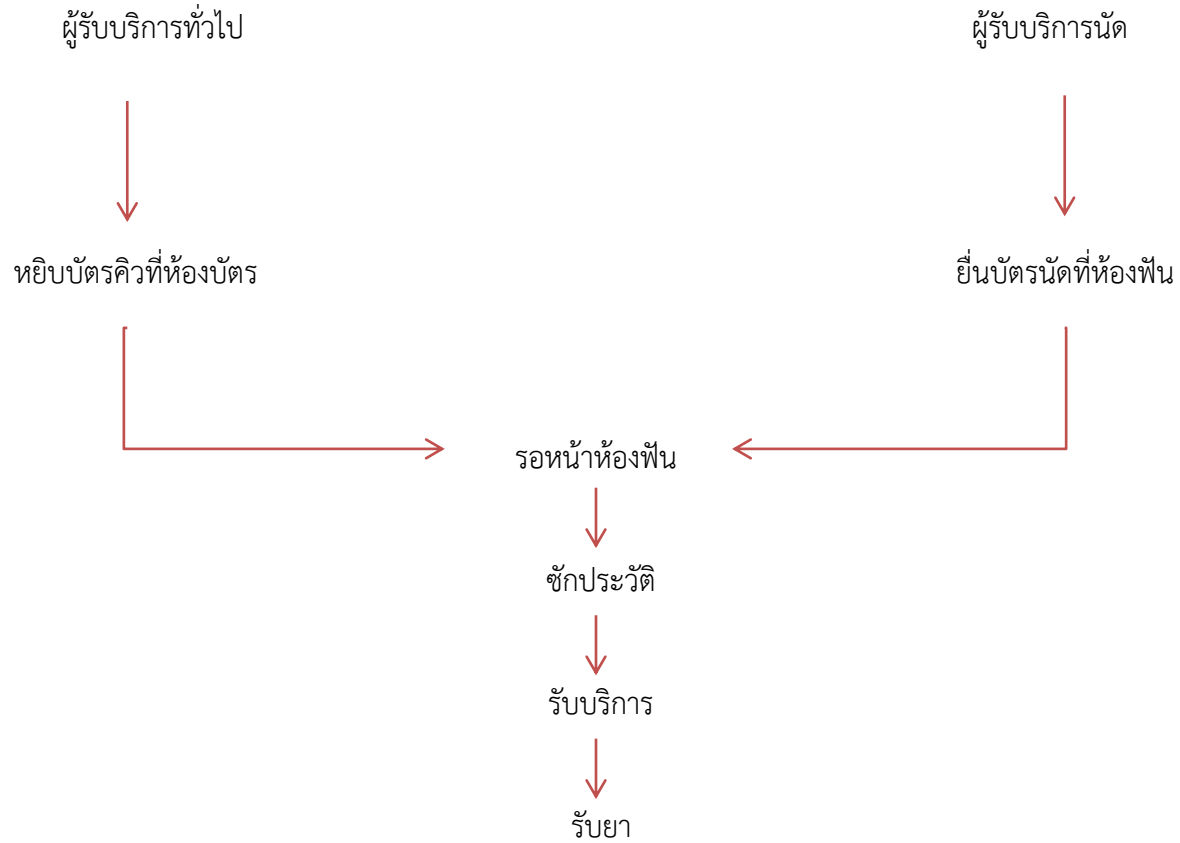 ผู้รับบริการทั่วไป
ผู้รับบริการนัด
หยิบบัตรคิวที่ห้องบัตร
ยื่นบัตรนัดที่ห้องฟัน
รอหน้าห้องฟัน
ซักประวัติ
รับบริการ
รับยา